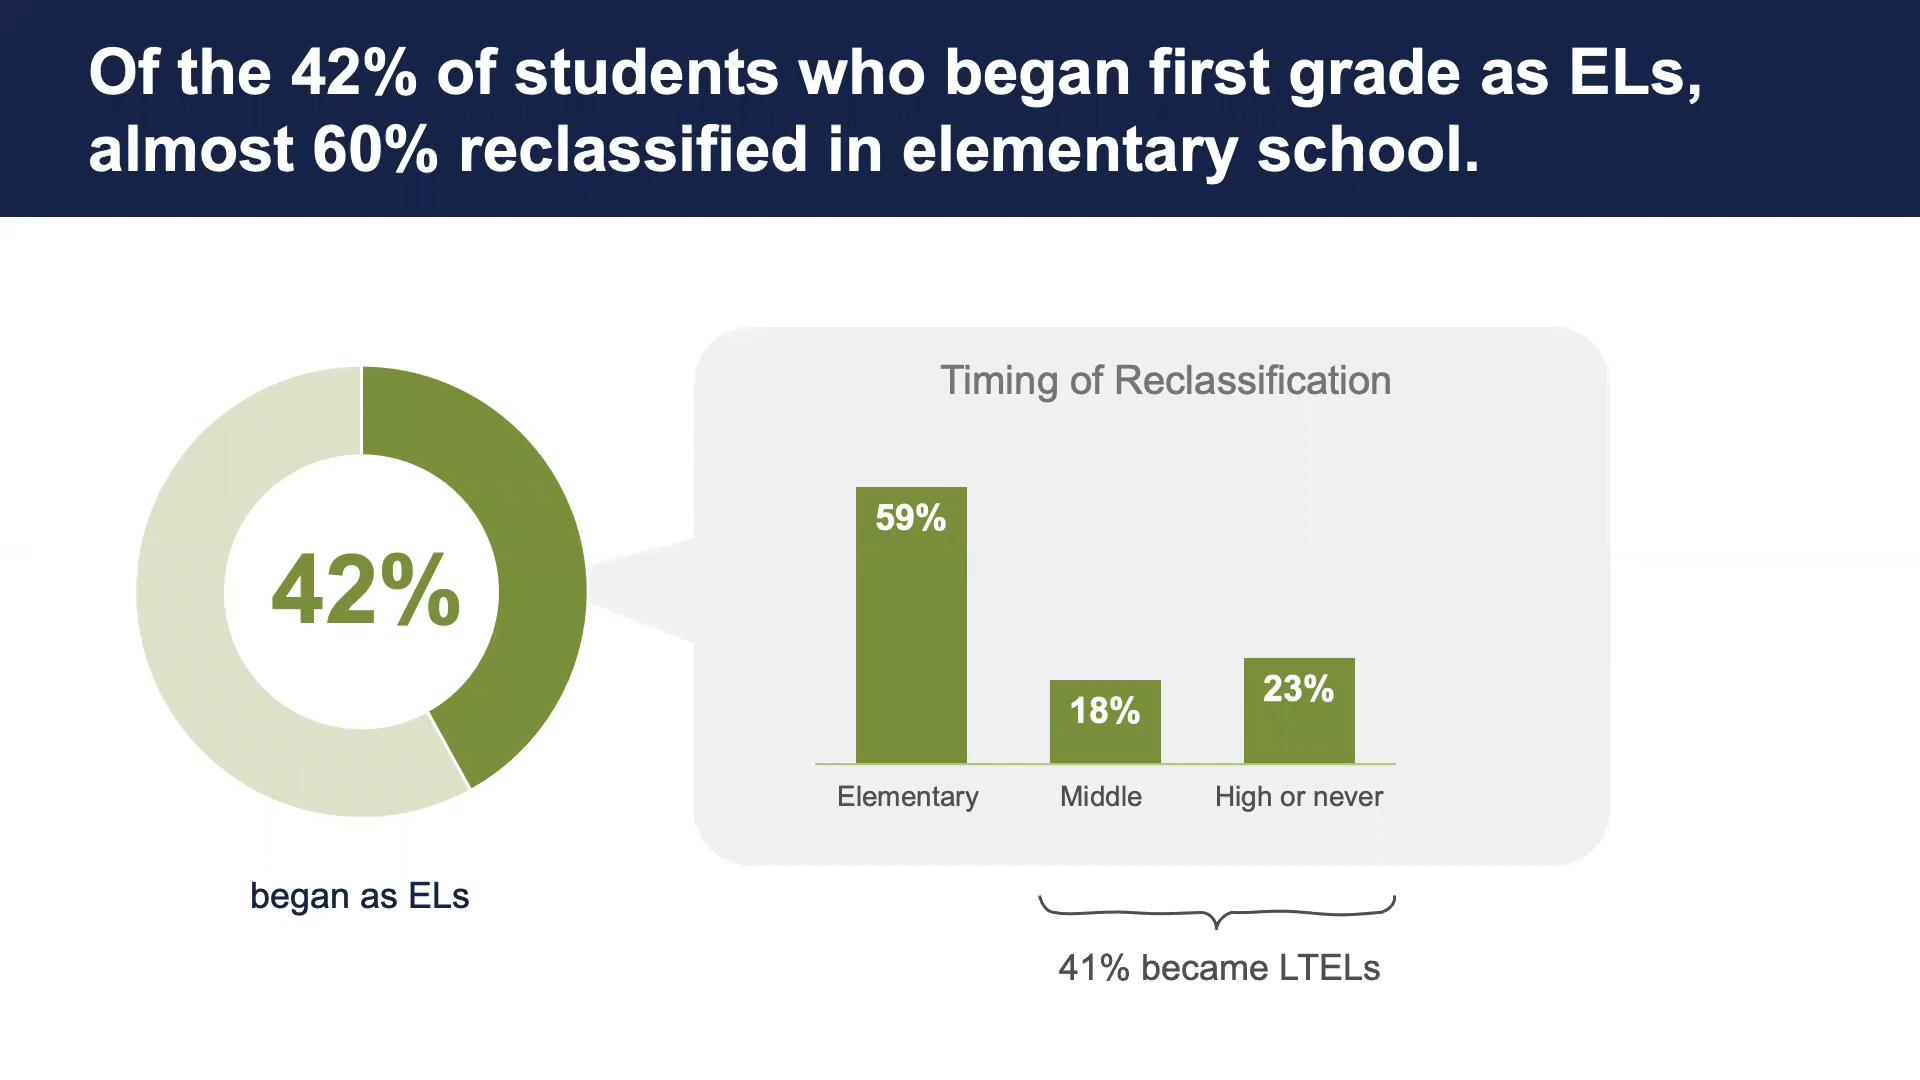 Of the 42% of students who began first grade as ELs,
almost 60% reclassified in elementary school.
42%
began as ELs
Timing of Reclassification
59%
18%
23%
Elementary
Middle
High or never
41% became LTELs